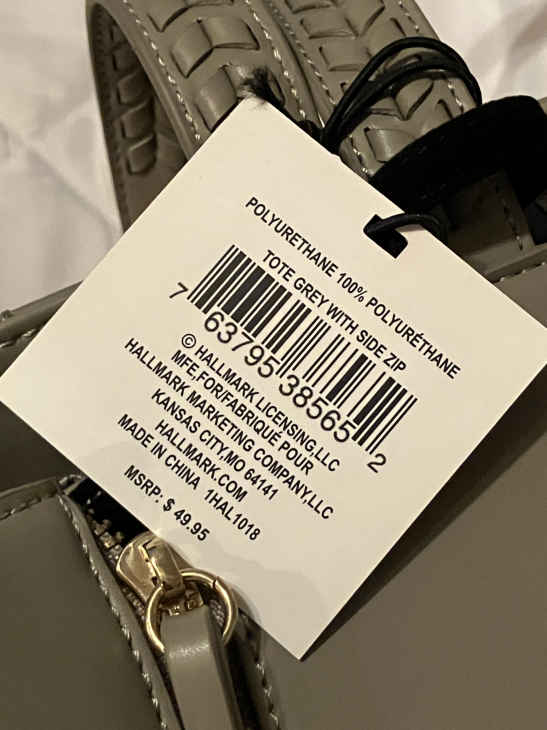 POLYURETHANE 100% POLYURÉTHANE
TOTE GREY WITH SIDE ZIP
7 63795 38565 2
© HALLMARK LICENSING,LLC
MFE,FOR/FABRIQUÉ POUR
HALLMARK MARKETING COMPANY,LLC
KANSAS CITY,MO 64141
HALLMARK.COM
MADE IN CHINA 1HAL1018
MSRP: $ 49.95